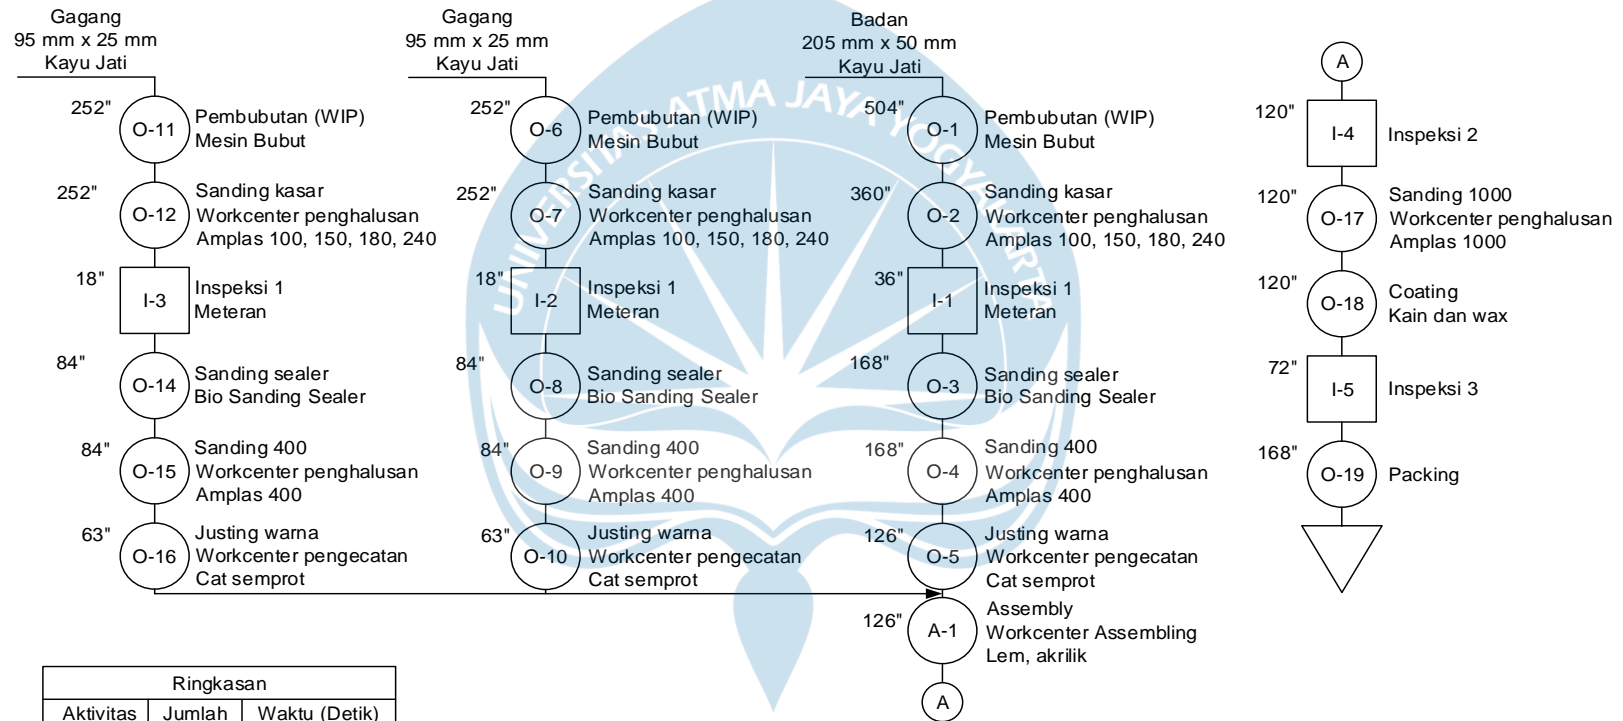 Gagang
95 mm x 25 mm
Kayu Jati
252"
O-11
Pembubutan (WIP)
Mesin Bubut
252"
O-12
Sanding kasar
Workcenter penghalusan
Amplas 100, 150, 180, 240
18"
I-3
Inspeksi 1
Meteran
84"
O-14
Sanding sealer
Bio Sanding Sealer
84"
O-15
Sanding 400
Workcenter penghalusan
Amplas 400
63"
O-16
Justing warna
Workcenter pengecatan
Cat semprot
Gagang
95 mm x 25 mm
Kayu Jati
252"
O-6
Pembubutan (WIP)
Mesin Bubut
252"
O-7
Sanding kasar
Workcenter penghalusan
Amplas 100, 150, 180, 240
18"
I-2
Inspeksi 1
Meteran
84"
O-8
Sanding sealer
Bio Sanding Sealer
84"
O-9
Sanding 400
Workcenter penghalusan
Amplas 400
63"
O-10
Justing warna
Workcenter pengecatan
Cat semprot
Badan
205 mm x 50 mm
Kayu Jati
504"
O-1
Pembubutan (WIP)
Mesin Bubut
360"
O-2
Sanding kasar
Workcenter penghalusan
Amplas 100, 150, 180, 240
36"
I-1
Inspeksi 1
Meteran
168"
O-3
Sanding sealer
Bio Sanding Sealer
168"
O-4
Sanding 400
Workcenter penghalusan
Amplas 400
126"
O-5
Justing warna
Workcenter pengecatan
Cat semprot
126"
A-1
Assembly
Workcenter Assembling
Lem, akrilik
A
A
120"
I-4
Inspeksi 2
120"
O-17
Sanding 1000
Workcenter penghalusan
Amplas 1000
120"
O-18
Coating
Kain dan wax
72"
I-5
Inspeksi 3
168"
O-19
Packing
Ringkasan
Aktivitas Jumlah Waktu (Detik)
UNIVERSITAS ATMA JAYA YOGYAKARTA